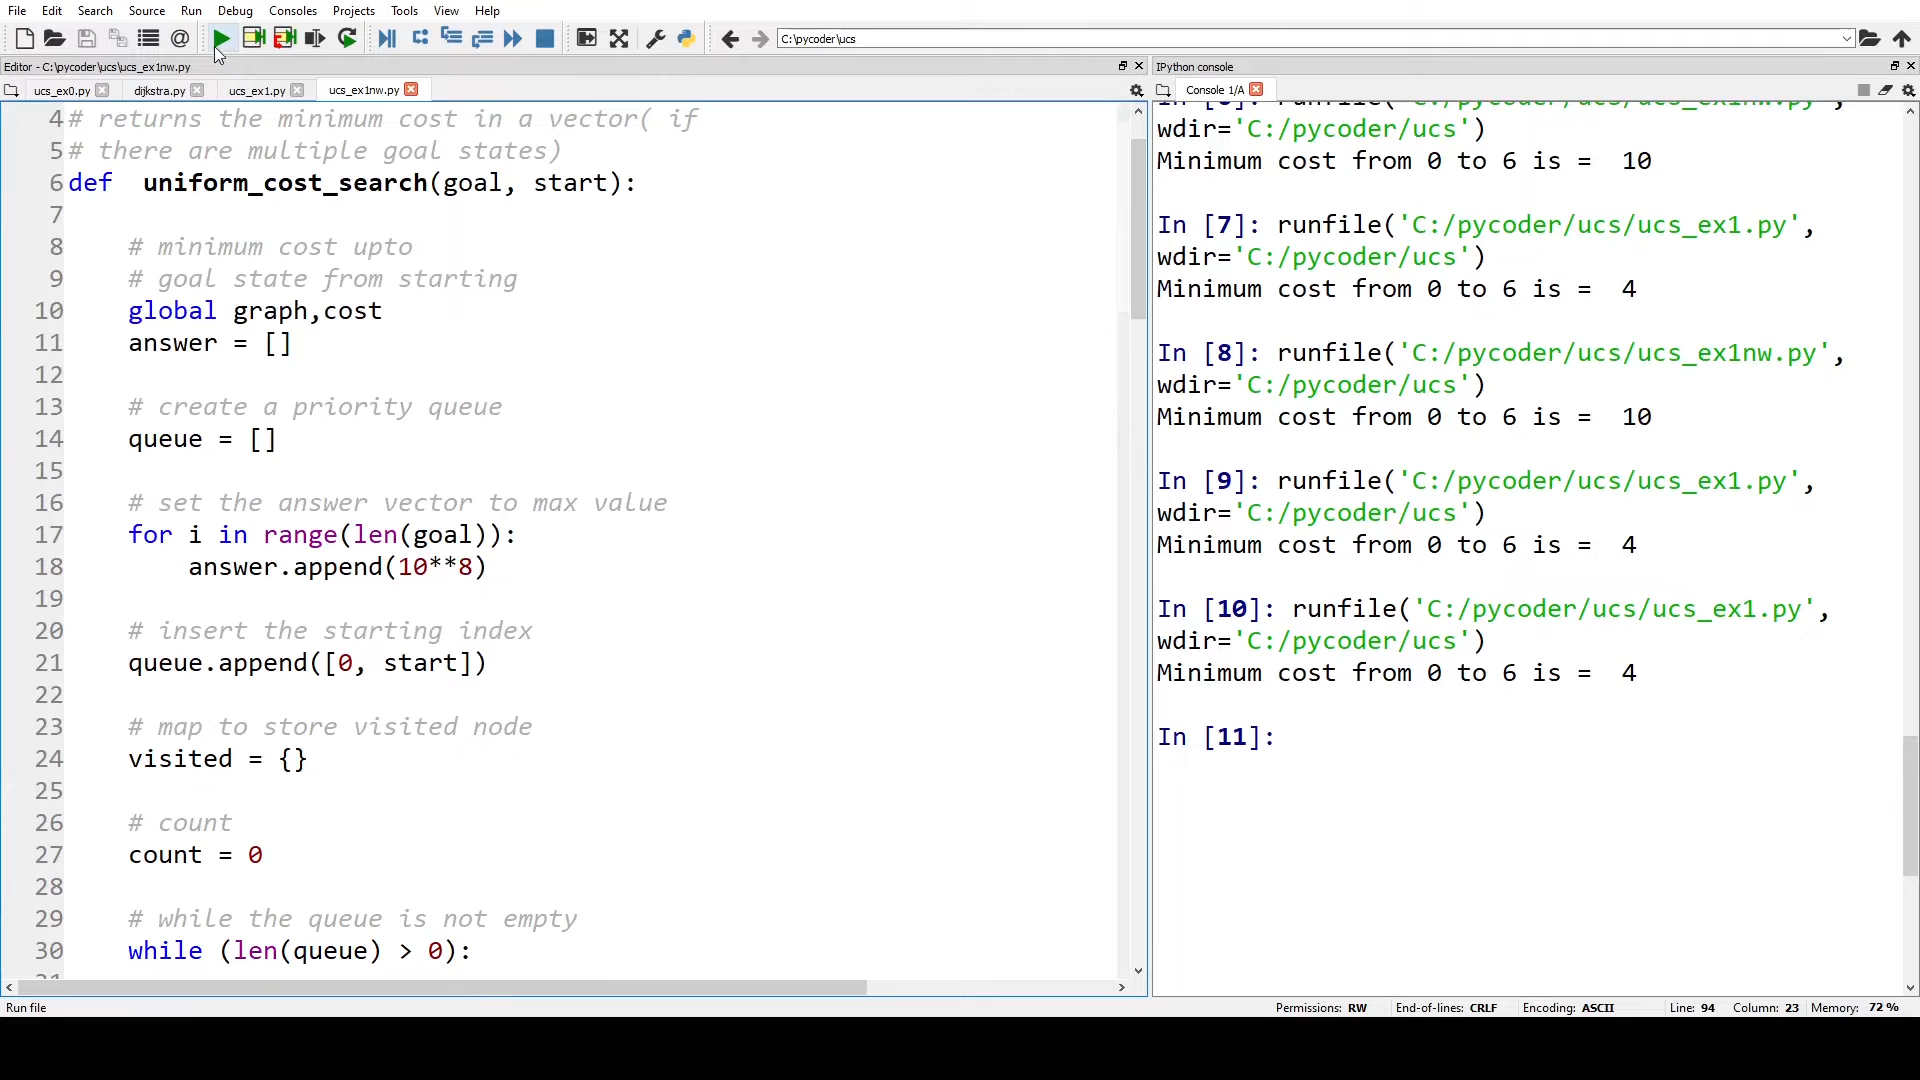 File Edit Search Source Run Debug Consoles Projects Tools View Help
C:\pycoder\ucs
Editor - C:\pycoder\ucs\ucs_ex1nw.py
ucs_ex0.py dijkstra.py ucs_ex1.py ucs_ex1nw.py
4 # returns the minimum cost in a vector( if
5 # there are multiple goal states)
6 def  uniform_cost_search(goal, start):
7
8     # minimum cost upto
9     # goal state from starting
10     global graph,cost
11     answer = []
12
13     # create a priority queue
14     queue = []
15
16     # set the answer vector to max value
17     for i in range(len(goal)):
18         answer.append(10**8)
19
20     # insert the starting index
21     queue.append([0, start])
22
23     # map to store visited node
24     visited = {}
25
26     # count
27     count = 0
28
29     # while the queue is not empty
30     while (len(queue) > 0):
IPython console
Console 1/A
wdir='C:/pycoder/ucs')
Minimum cost from 0 to 6 is =  10
In [7]: runfile('C:/pycoder/ucs/ucs_ex1.py',
wdir='C:/pycoder/ucs')
Minimum cost from 0 to 6 is =  4
In [8]: runfile('C:/pycoder/ucs/ucs_ex1nw.py',
wdir='C:/pycoder/ucs')
Minimum cost from 0 to 6 is =  10
In [9]: runfile('C:/pycoder/ucs/ucs_ex1.py',
wdir='C:/pycoder/ucs')
Minimum cost from 0 to 6 is =  4
In [10]: runfile('C:/pycoder/ucs/ucs_ex1.py',
wdir='C:/pycoder/ucs')
Minimum cost from 0 to 6 is =  4
In [11]:
Run file Permissions: RW End-of-lines: CRLF Encoding: ASCII Line: 94 Column: 23 Memory: 72 %